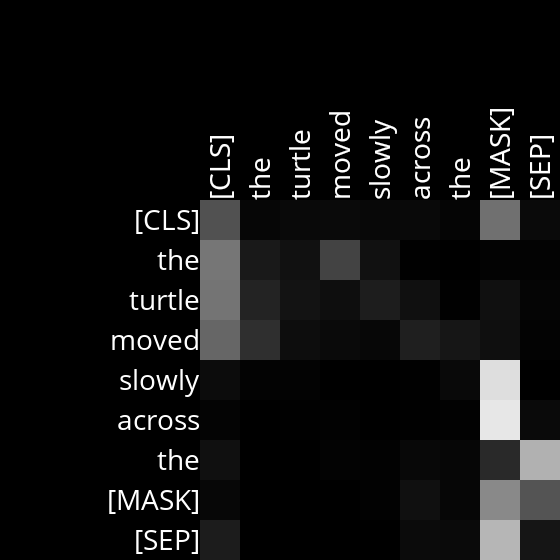 [CLS] the turtle moved slowly across the [MASK] [SEP]
[CLS]
the
turtle
moved
slowly
across
the
[MASK]
[SEP]